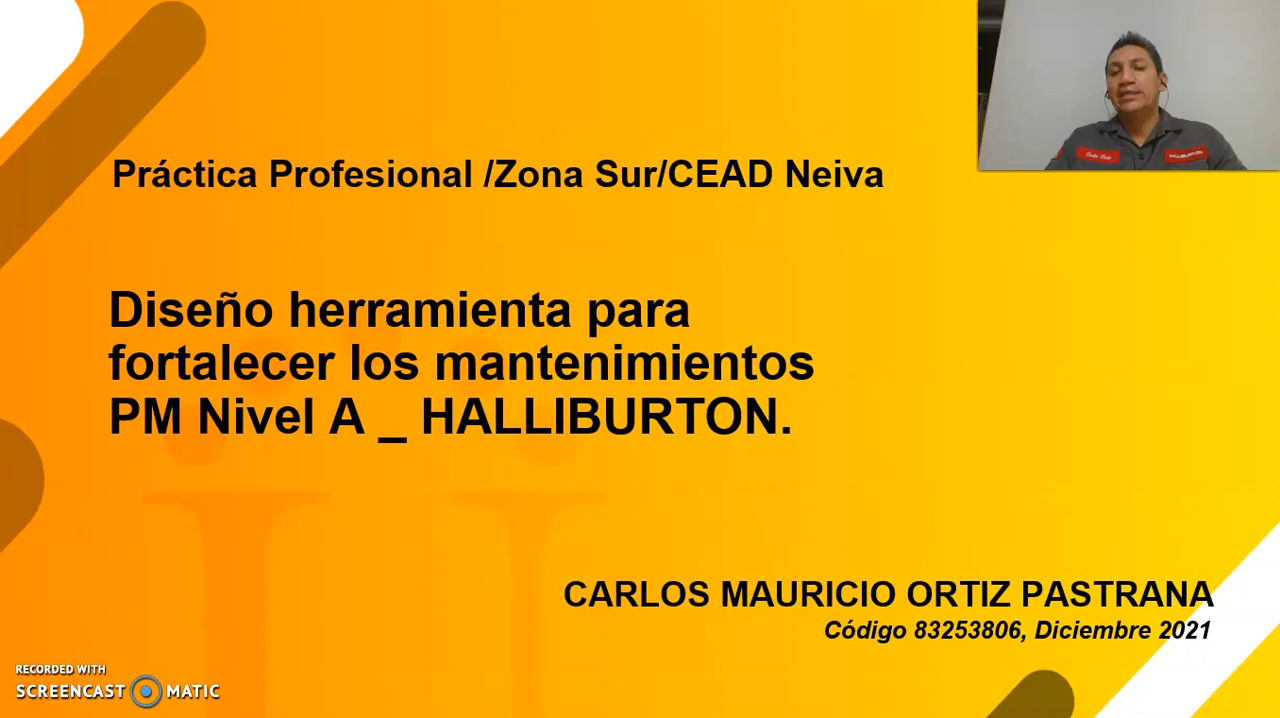 Práctica Profesional /Zona Sur/CEAD Neiva
Diseño herramienta para
fortalecer los mantenimientos
PM Nivel A _ HALLIBURTON.
CARLOS MAURICIO ORTIZ PASTRANA
Código 83253806, Diciembre 2021
RECORDED WITH
SCREENCAST MATIC
HALLIBURTON